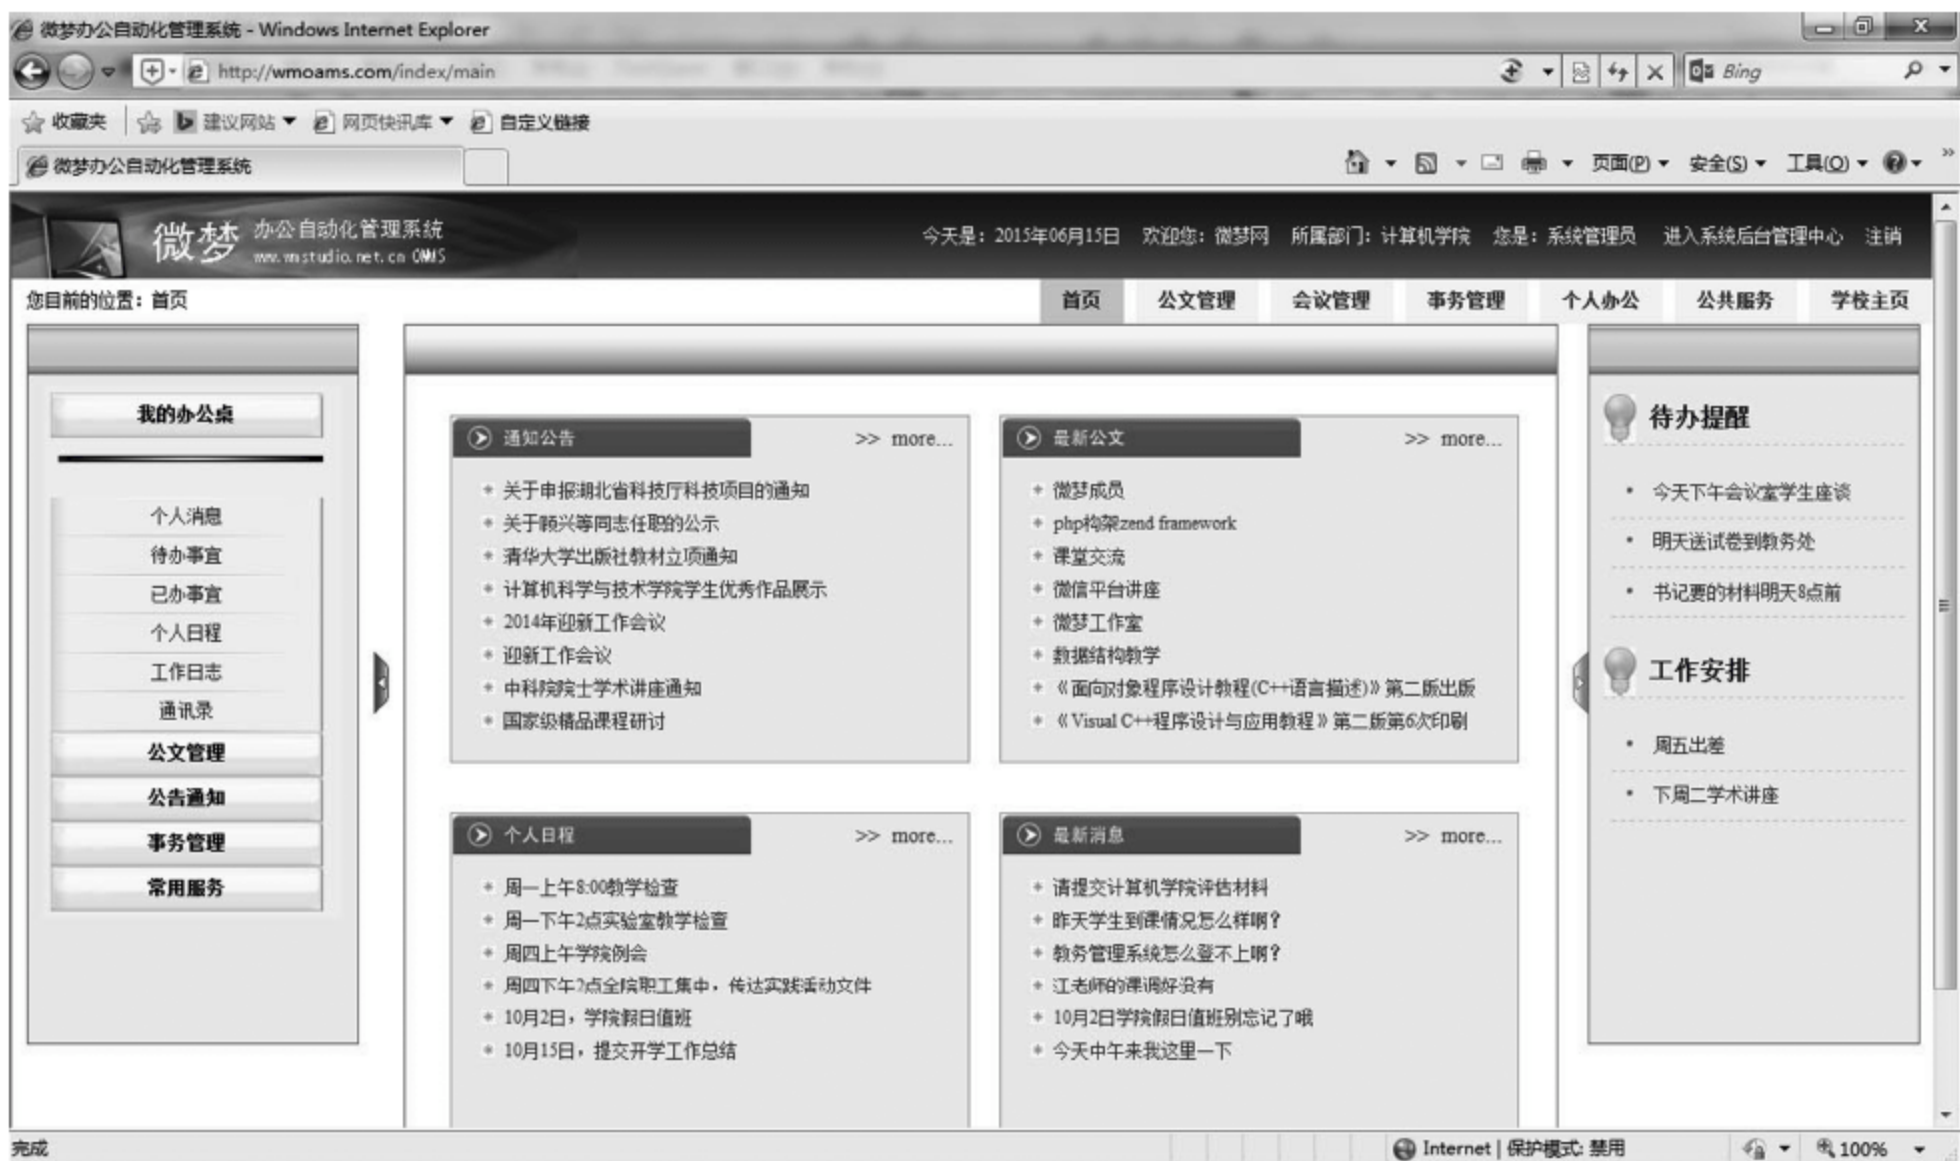 微梦办公自动化管理系统 - Windows Internet Explorer
http://wmoams.com/index/main
Bing
收藏夹 建议网站 网页快讯库 自定义链接
微梦办公自动化管理系统
页面(P) 安全(S) 工具(O)
微梦 办公自动化管理系统
www.wmstudio.net.cn OMIS
今天是：2015年06月15日 欢迎您：微梦网 所属部门：计算机学院 您是：系统管理员 进入系统后台管理中心 注销
您目前的位置：首页
首页 公文管理 会议管理 事务管理 个人办公 公共服务 学校主页
我的办公桌
个人消息
待办事宜
已办事宜
个人日程
工作日志
通讯录
公文管理
公告通知
事务管理
常用服务
通知公告 >> more...
关于申报湖北省科技厅科技项目的通知
关于顾兴等同志任职的公示
清华大学出版社教材立项通知
计算机科学与技术学院学生优秀作品展示
2014年迎新工作会议
迎新工作会议
中科院院士学术讲座通知
国家级精品课程研讨
最新公文 >> more...
微梦成员
php构架zend framework
课堂交流
微信平台讲座
微梦工作室
数据结构教学
《面向对象程序设计教程(C++语言描述)》第二版出版
《Visual C++程序设计与应用教程》第二版第6次印刷
个人日程 >> more...
周一上午8:00教学检查
周一下午2点实验室教学检查
周四上午学院例会
周四下午2点全院职工集中，传达实践活动文件
10月2日，学院假日值班
10月15日，提交开学工作总结
最新消息 >> more...
请提交计算机学院评估材料
昨天学生到课情况怎么样啊？
教务管理系统怎么登不上啊？
江老师的课调好没有
10月2日学院假日值班别忘记了哦
今天中午来我这里一下
待办提醒
今天下午会议室学生座谈
明天送试卷到教务处
书记要的材料明天8点前
工作安排
周五出差
下周二学术讲座
完成
Internet | 保护模式: 禁用
100%